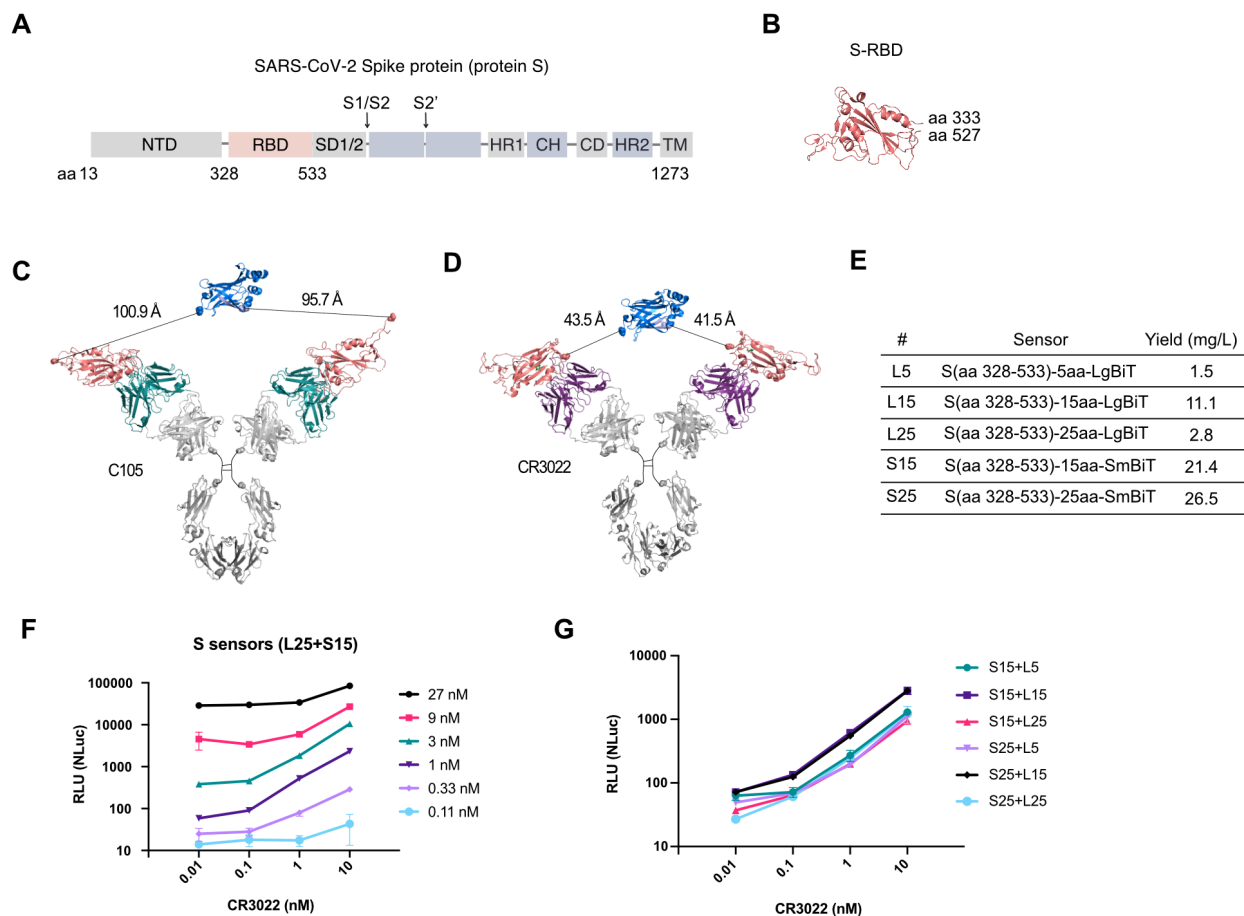 A
SARS-CoV-2 Spike protein (protein S)
S1/S2 S2'
NTD RBD SD1/2 HR1 CH CD HR2 TM
aa 13 328 533 1273
B
S-RBD
aa 333
aa 527
C
100.9 Å 95.7 Å
C105
D
43.5 Å 41.5 Å
CR3022
E
# Sensor Yield (mg/L)
L5 S(aa 328-533)-5aa-LgBiT 1.5
L15 S(aa 328-533)-15aa-LgBiT 11.1
L25 S(aa 328-533)-25aa-LgBiT 2.8
S15 S(aa 328-533)-15aa-SmBiT 21.4
S25 S(aa 328-533)-25aa-SmBiT 26.5
F
S sensors (L25+S15)
RLU (NLuc)
100000
10000
1000
100
10
0.01 0.1 1 10
CR3022 (nM)
27 nM
9 nM
3 nM
1 nM
0.33 nM
0.11 nM
G
RLU (NLuc)
10000
1000
100
10
0.01 0.1 1 10
CR3022 (nM)
S15+L5
S15+L15
S15+L25
S25+L5
S25+L15
S25+L25